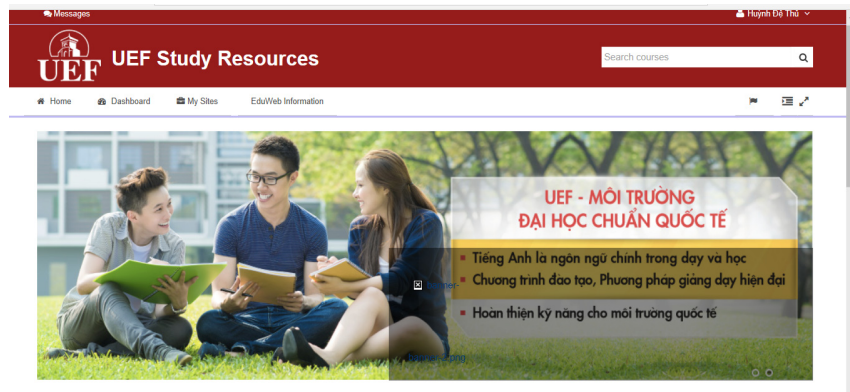 Messages
Huỳnh Đệ Thủ
UEF
UEF Study Resources
Search courses
Home
Dashboard
My Sites
EduWeb Information
UEF - MÔI TRƯỜNG
ĐẠI HỌC CHUẨN QUỐC TẾ
Tiếng Anh là ngôn ngữ chính trong dạy và học
Chương trình đào tạo, Phương pháp giảng dạy hiện đại
Hoàn thiện kỹ năng cho môi trường quốc tế